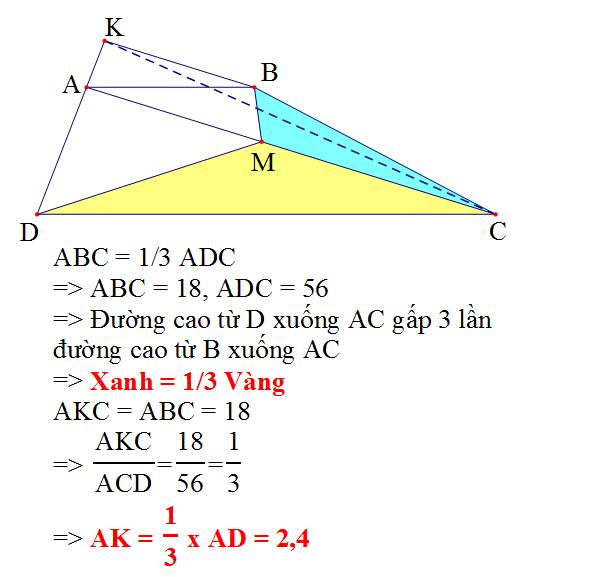 K
A
B
M
D
C
ABC = 1/3 ADC
=> ABC = 18, ADC = 56
=> Đường cao từ D xuống AC gấp 3 lần
đường cao từ B xuống AC
=> Xanh = 1/3 Vàng
AKC = ABC = 18
=> AKC/ACD = 18/56 = 1/3
=> AK = 1/3 x AD = 2,4